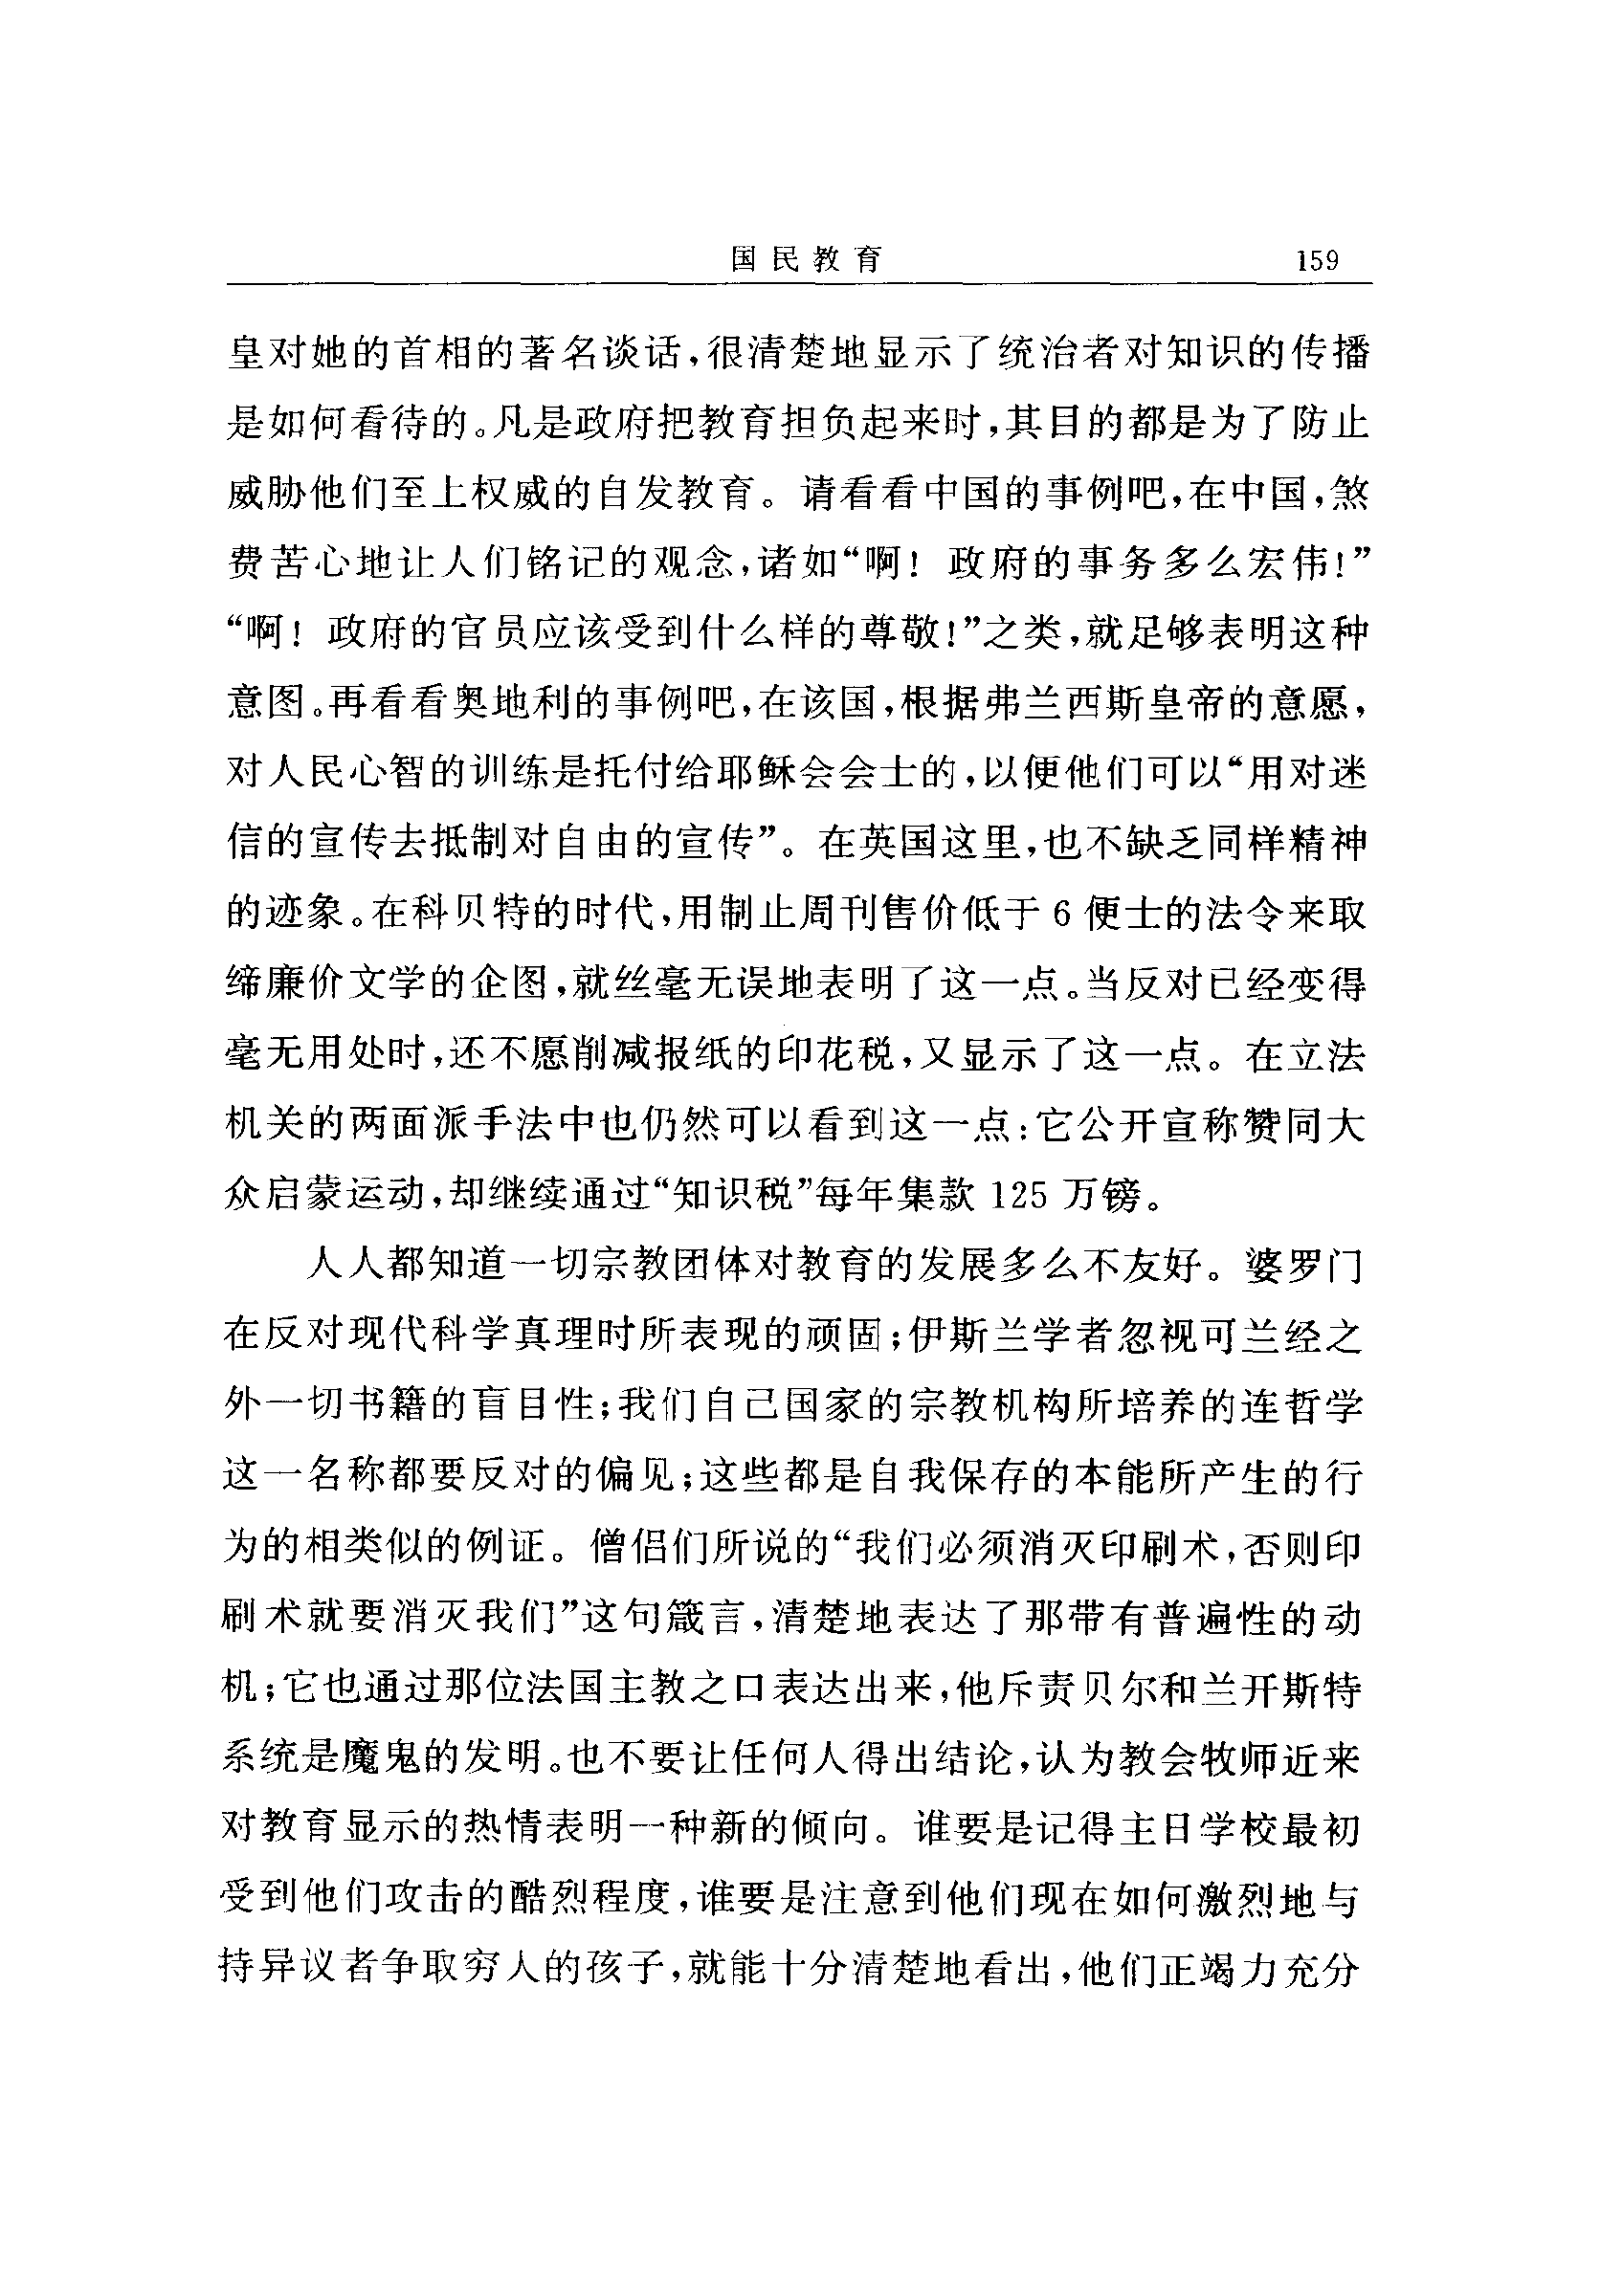 国民教育 159
皇对她的首相的著名谈话，很清楚地显示了统治者对知识的传播
是如何看待的。凡是政府把教育担负起来时，其目的都是为了防止
威胁他们至上权威的自发教育。请看看中国的事例吧，在中国，煞
费苦心地让人们铭记的观念，诸如“啊！政府的事务多么宏伟！”
“啊！政府的官员应该受到什么样的尊敬！”之类，就足够表明这种
意图。再看看奥地利的事例吧，在该国，根据弗兰西斯皇帝的意愿，
对人民心智的训练是托付给耶稣会会士的，以便他们可以“用对迷
信的宣传去抵制对自由的宣传”。在英国这里，也不缺乏同样精神
的迹象。在科贝特的时代，用制止周刊售价低于 6 便士的法令来取
缔廉价文学的企图，就丝毫无误地表明了这一点。当反对已经变得
毫无用处时，还不愿削减报纸的印花税，又显示了这一点。在立法
机关的两面派手法中也仍然可以看到这一点：它公开宣称赞同大
众启蒙运动，却继续通过“知识税”每年集款 125 万镑。
人人都知道一切宗教团体对教育的发展多么不友好。婆罗门
在反对现代科学真理时所表现的顽固；伊斯兰学者忽视可兰经之
外一切书籍的盲目性；我们自己国家的宗教机构所培养的连哲学
这一名称都要反对的偏见；这些都是自我保存的本能所产生的行
为的相类似的例证。僧侣们所说的“我们必须消灭印刷术，否则印
刷术就要消灭我们”这句箴言，清楚地表达了那带有普遍性的动
机；它也通过那位法国主教之口表达出来，他斥责贝尔和兰开斯特
系统是魔鬼的发明。也不要让任何人得出结论，认为教会牧师近来
对教育显示的热情表明一种新的倾向。谁要是记得主日学校最初
受到他们攻击的酷烈程度，谁要是注意到他们现在如何激烈地与
持异议者争取穷人的孩子，就能十分清楚地看出，他们正竭力充分